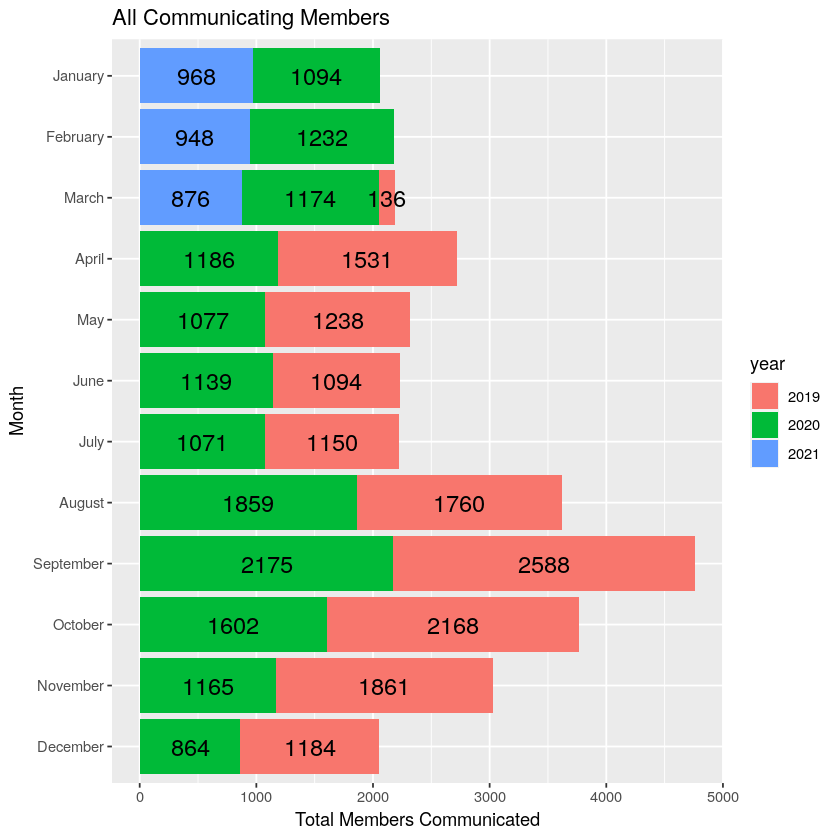 All Communicating Members
January 968 1094
February 948 1232
March 876 1174 136
April 1186 1531
May 1077 1238
June 1139 1094
July 1071 1150
August 1859 1760
September 2175 2588
October 1602 2168
November 1165 1861
December 864 1184
0 1000 2000 3000 4000 5000
Total Members Communicated
Month
year
2019
2020
2021